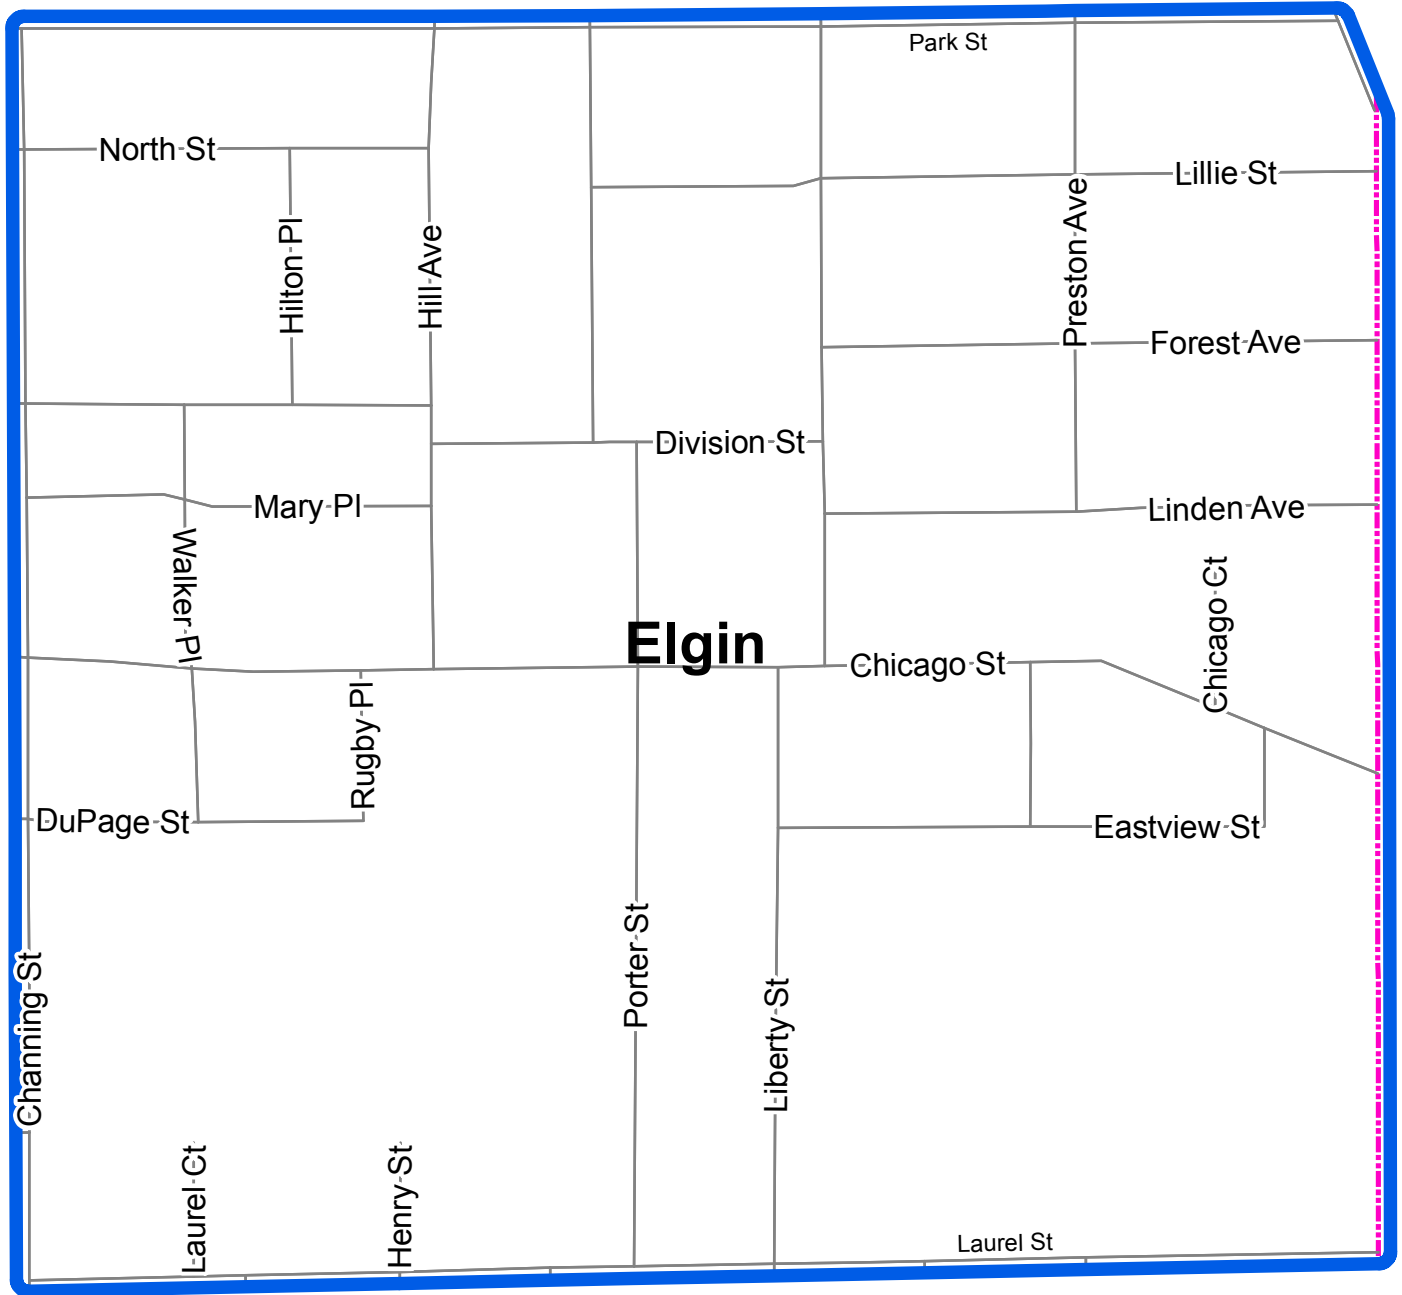 Park St
North St
Lillie St
Hilton Pl
Hill Ave
Preston Ave
Forest Ave
Division St
Mary Pl
Linden Ave
Walker Pl
Chicago Ct
Elgin
Chicago St
Rugby Pl
DuPage St
Eastview St
Porter St
Channing St
Liberty St
Laurel Ct
Henry St
Laurel St